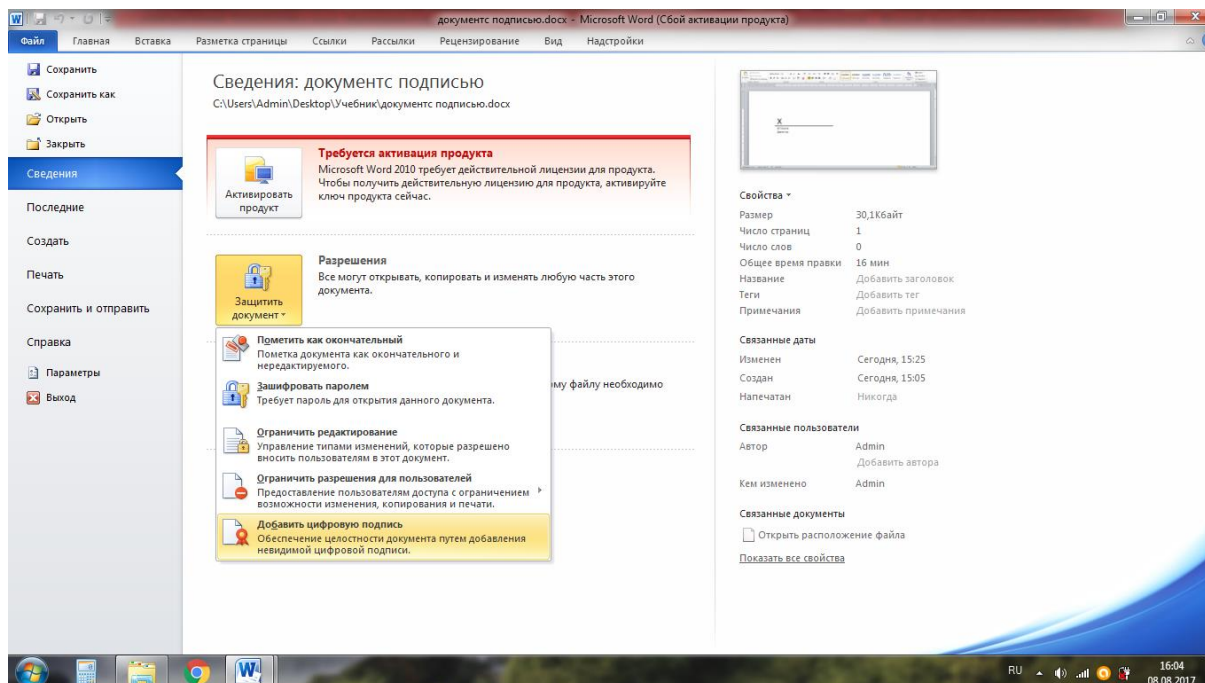 документс подписью.docx - Microsoft Word (Сбой активации продукта)
Файл Главная Вставка Разметка страницы Ссылки Рассылки Рецензирование Вид Надстройки
Сохранить
Сохранить как
Открыть
Закрыть
Сведения
Последние
Создать
Печать
Сохранить и отправить
Справка
Параметры
Выход
Сведения: документс подписью
C:\Users\Admin\Desktop\Учебник\документс подписью.docx
Активировать
продукт
Требуется активация продукта
Microsoft Word 2010 требует действительной лицензии для продукта.
Чтобы получить действительную лицензию для продукта, активируйте
ключ продукта сейчас.
Защитить
документ
Разрешения
Все могут открывать, копировать и изменять любую часть этого
документа.
Пометить как окончательный
Пометка документа как окончательного и
нередактируемого.
Зашифровать паролем
Требует пароль для открытия данного документа.
файлу необходимо
Ограничить редактирование
Управление типами изменений, которые разрешено
вносить пользователям в этот документ.
Ограничить разрешения для пользователей
Предоставление пользователям доступа с ограничением
возможности изменения, копирования и печати.
Добавить цифровую подпись
Обеспечение целостности документа путем добавления
невидимой цифровой подписи.
X
Свойства
Размер 30,1Кбайт
Число страниц 1
Число слов 0
Общее время правки 16 мин
Название Добавить заголовок
Теги Добавить тег
Примечания Добавить примечания
Связанные даты
Изменен Сегодня, 15:25
Создан Сегодня, 15:05
Напечатан Никогда
Связанные пользователи
Автор Admin
Добавить автора
Кем изменено Admin
Связанные документы
Открыть расположение файла
Показать все свойства
RU
16:04
08.08.2017